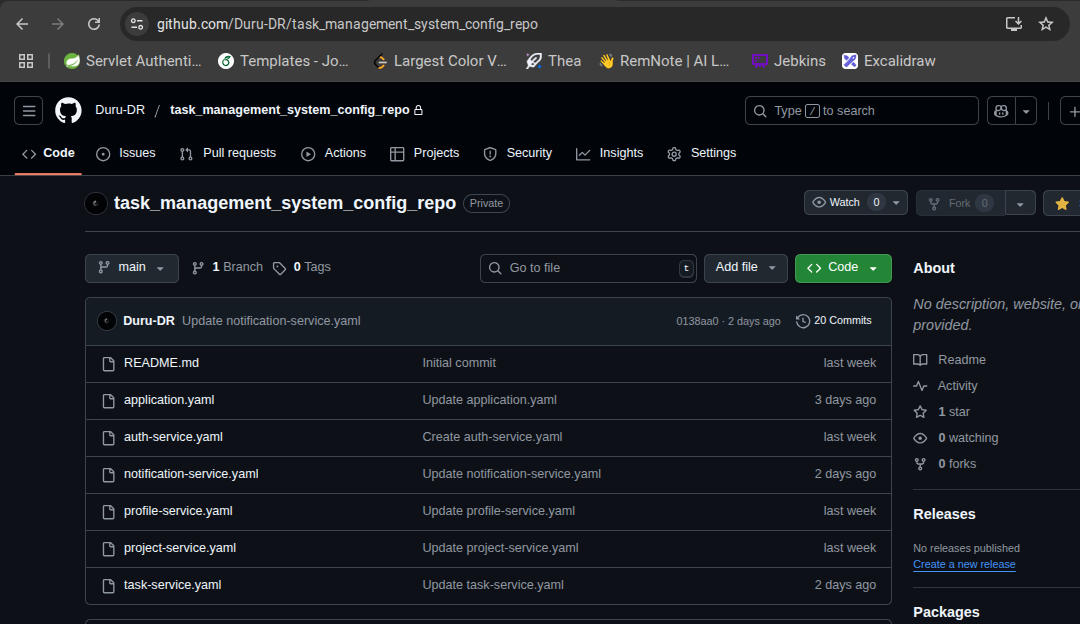 github.com/Duru-DR/task_management_system_config_repo
Servlet Authenti... Templates - Jo... Largest Color V... Thea RemNote | AI L... Jebkins Excalidraw
Duru-DR / task_management_system_config_repo Type / to search
Code Issues Pull requests Actions Projects Security Insights Settings
task_management_system_config_repo Private Watch 0 Fork 0
main 1 Branch 0 Tags Go to file t Add file Code
Duru-DR Update notification-service.yaml 0138aa0 · 2 days ago 20 Commits
README.md Initial commit last week
application.yaml Update application.yaml 3 days ago
auth-service.yaml Create auth-service.yaml last week
notification-service.yaml Update notification-service.yaml 2 days ago
profile-service.yaml Update profile-service.yaml last week
project-service.yaml Update project-service.yaml last week
task-service.yaml Update task-service.yaml 2 days ago
About
No description, website, o
provided.
Readme
Activity
1 star
0 watching
0 forks
Releases
No releases published
Create a new release
Packages